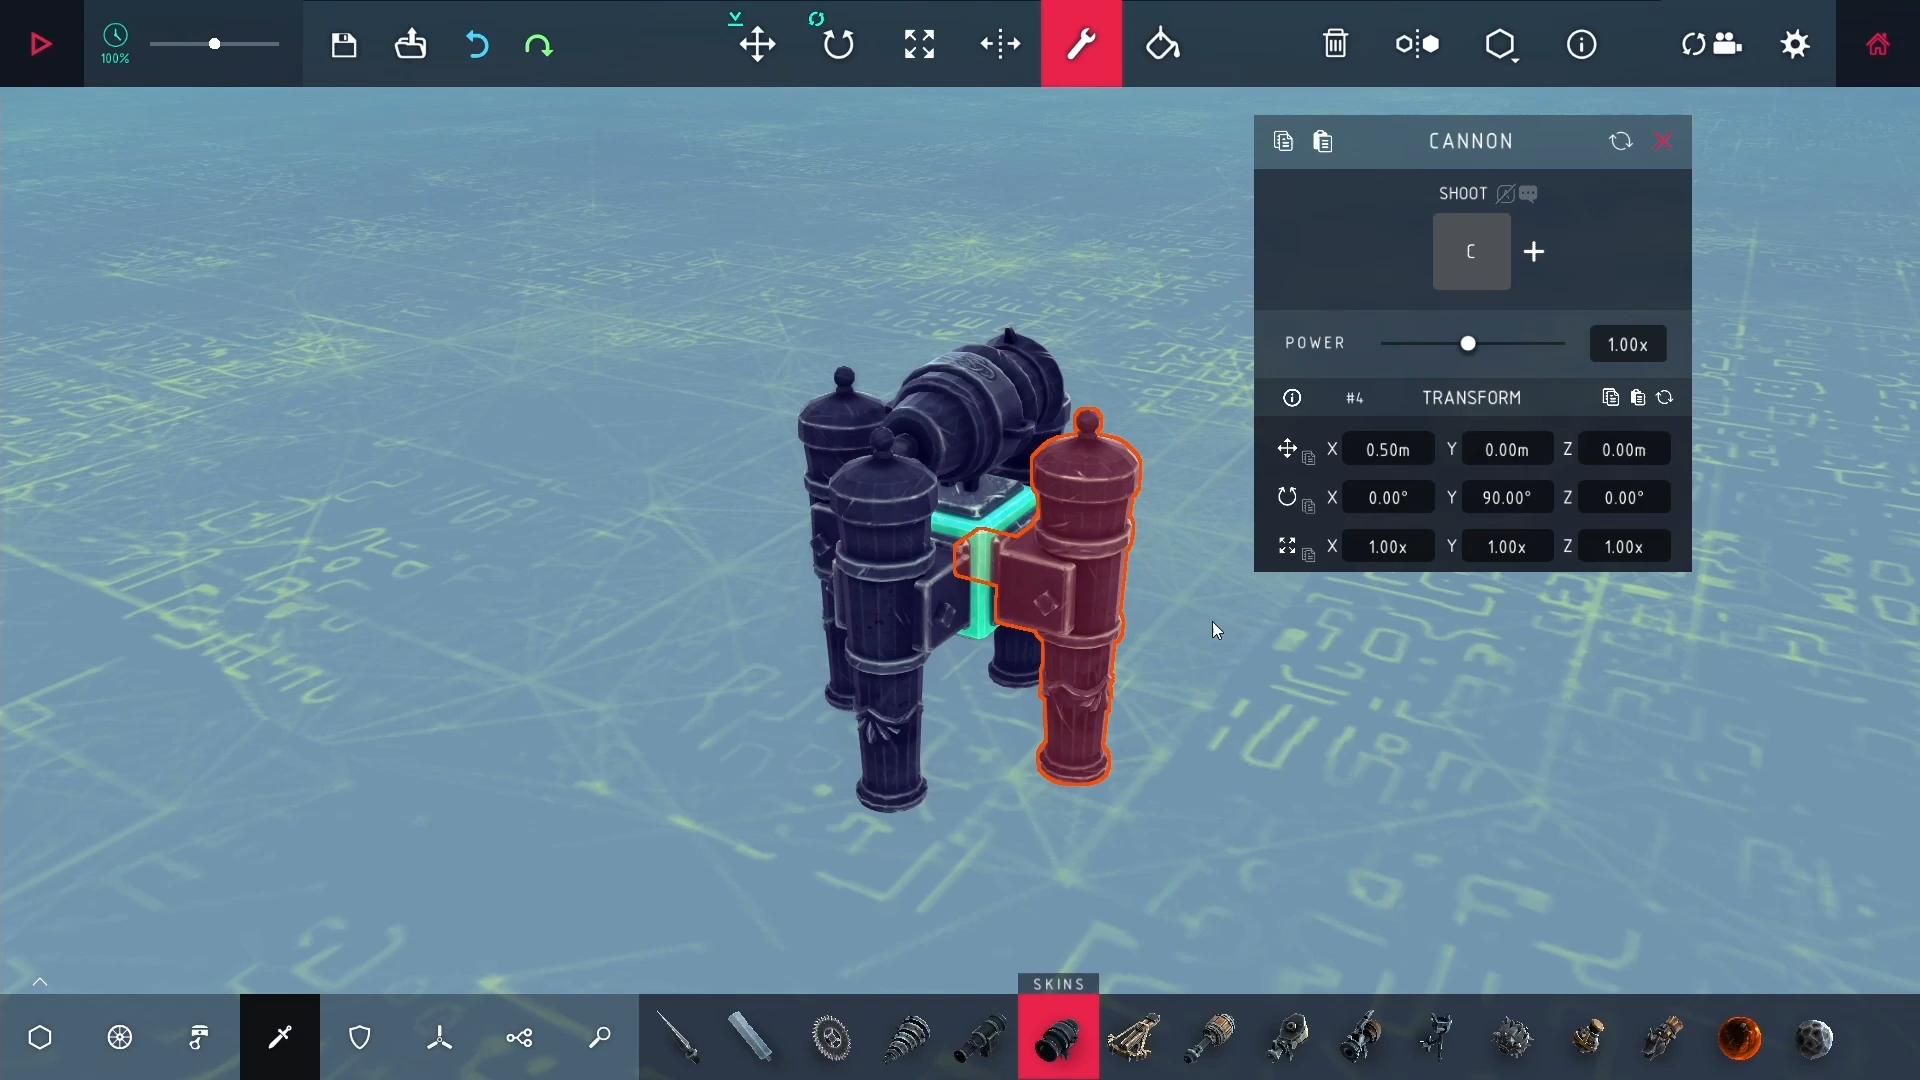 100%
CANNON
SHOOT
C
POWER
1.00x
#4
TRANSFORM
X 0.50m Y 0.00m Z 0.00m
X 0.00° Y 90.00° Z 0.00°
X 1.00x Y 1.00x Z 1.00x
SKINS